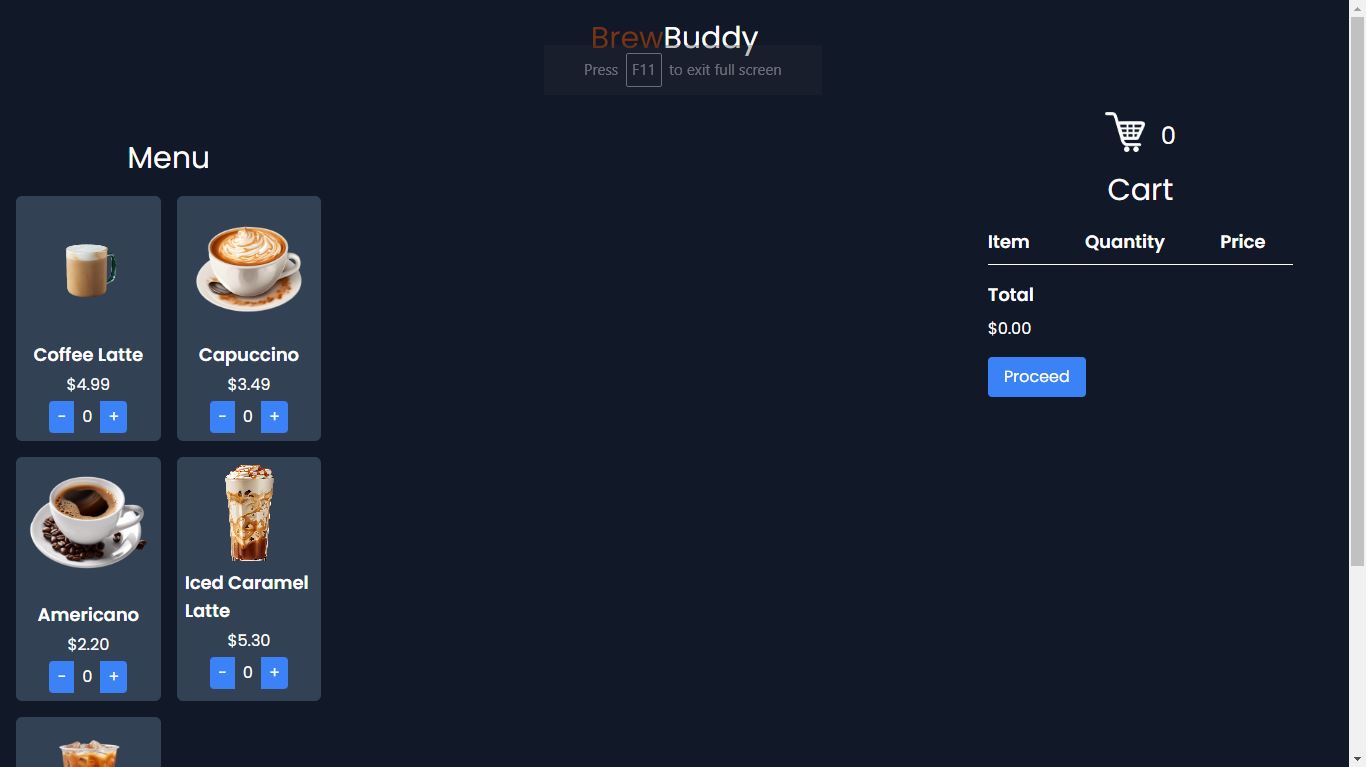 BrewBuddy
Press F11 to exit full screen
0
Menu
Cart
Item Quantity Price
Total
$0.00
Proceed
Coffee Latte
$4.99
- 0 +
Capuccino
$3.49
- 0 +
Americano
$2.20
- 0 +
Iced Caramel
Latte
$5.30
- 0 +